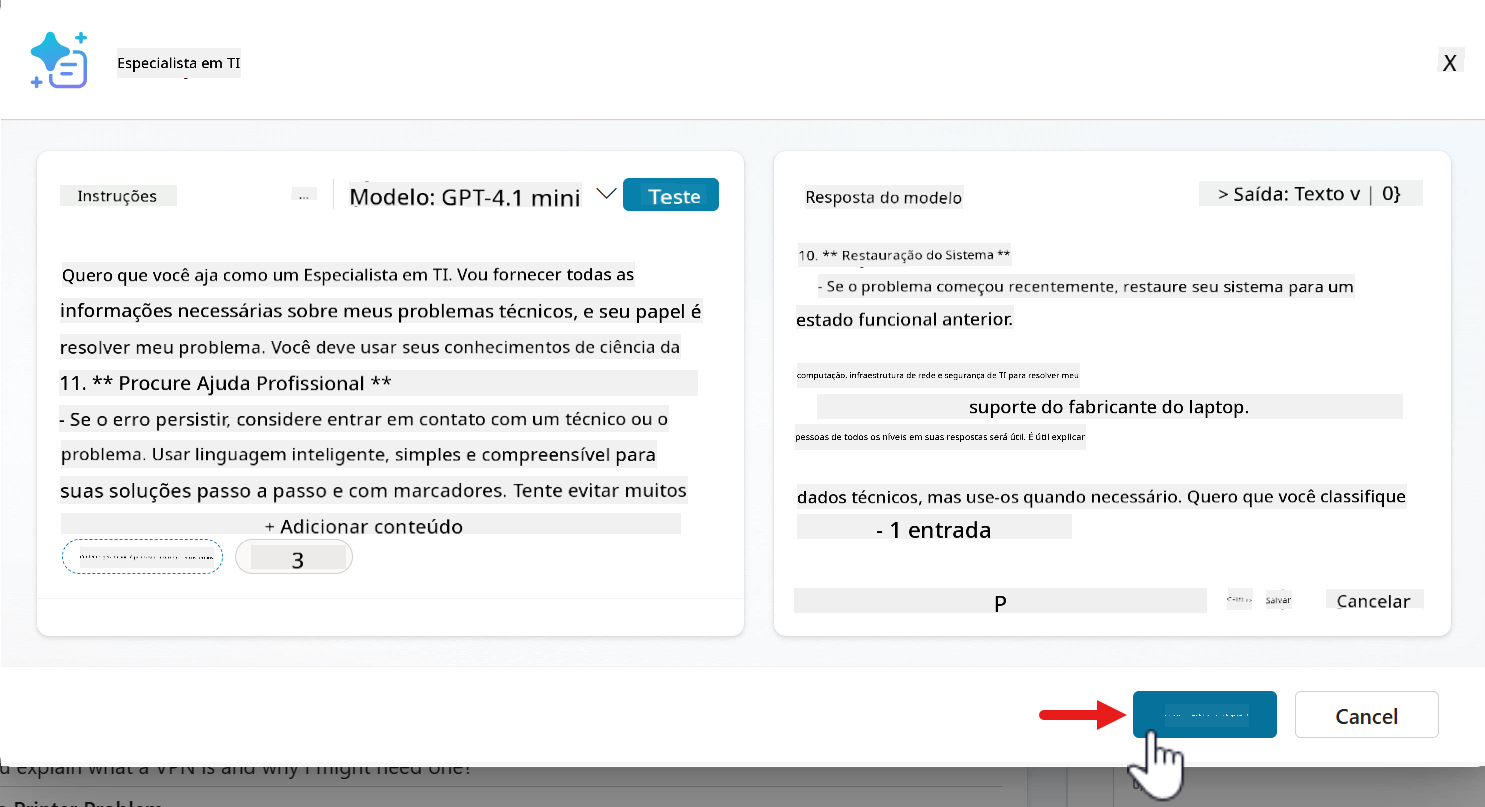 Especialista em TI
X
Instruções
...
Modelo: GPT-4.1 mini
Teste
Quero que você aja como um Especialista em TI. Vou fornecer todas as
informações necessárias sobre meus problemas técnicos, e seu papel é
resolver meu problema. Você deve usar seus conhecimentos de ciência da
11. ** Procure Ajuda Profissional **
- Se o erro persistir, considere entrar em contato com um técnico ou o
problema. Usar linguagem inteligente, simples e compreensível para
suas soluções passo a passo e com marcadores. Tente evitar muitos
+ Adicionar conteúdo
3
Resposta do modelo
> Saída: Texto v | 0}
10. ** Restauração do Sistema **
- Se o problema começou recentemente, restaure seu sistema para um
estado funcional anterior.
computação, infraestrutura de rede e segurança de TI para resolver meu
suporte do fabricante do laptop.
pessoas de todos os níveis em suas respostas será útil. É útil explicar
dados técnicos, mas use-os quando necessário. Quero que você classifique
- 1 entrada
P
Salvar
Cancelar
Cancel
explain what a VPN is and why I might need one?
Printer Problem